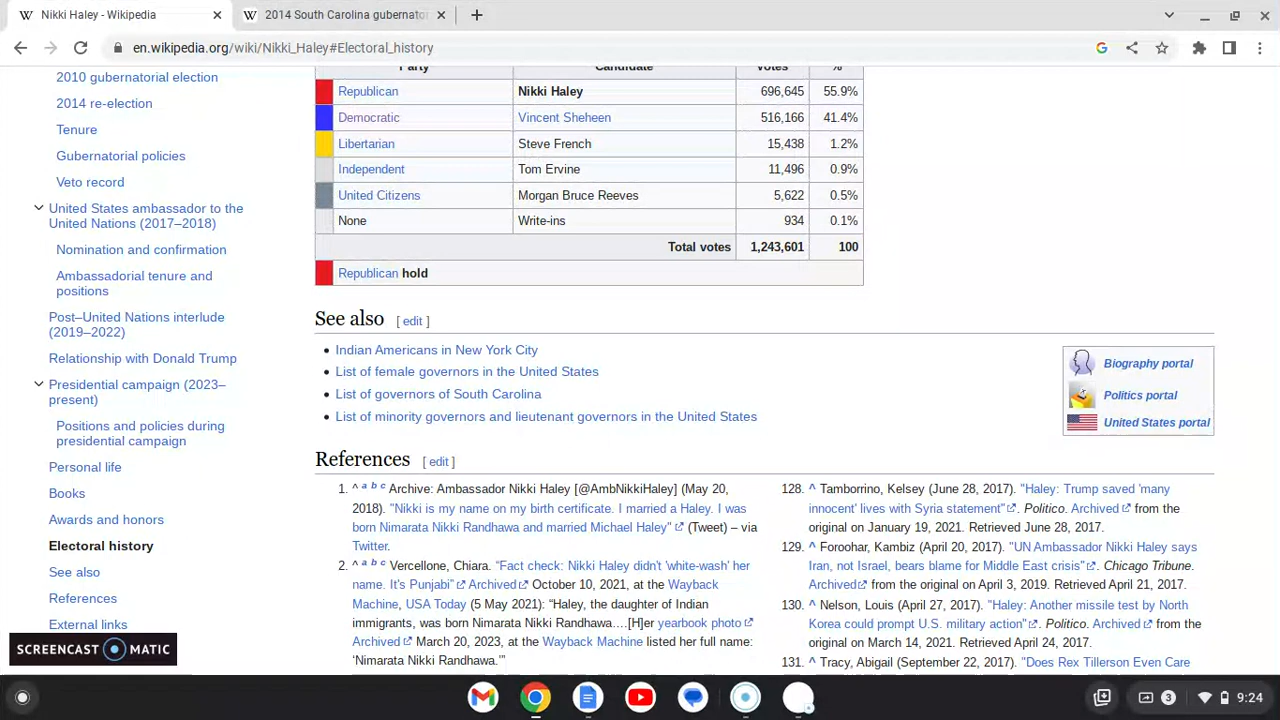 Nikki Haley - Wikipedia
2014 South Carolina gubernator
en.wikipedia.org/wiki/Nikki_Haley#Electoral_history
2010 gubernatorial election
2014 re-election
Tenure
Gubernatorial policies
Veto record
United States ambassador to the
United Nations (2017–2018)
Nomination and confirmation
Ambassadorial tenure and
positions
Post–United Nations interlude
(2019–2022)
Relationship with Donald Trump
Presidential campaign (2023–
present)
Positions and policies during
presidential campaign
Personal life
Books
Awards and honors
Electoral history
See also
References
External links
Party Candidate Votes %
Republican Nikki Haley 696,645 55.9%
Democratic Vincent Sheheen 516,166 41.4%
Libertarian Steve French 15,438 1.2%
Independent Tom Ervine 11,496 0.9%
United Citizens Morgan Bruce Reeves 5,622 0.5%
None Write-ins 934 0.1%
Total votes 1,243,601 100
Republican hold
See also [ edit ]
Indian Americans in New York City
List of female governors in the United States
List of governors of South Carolina
List of minority governors and lieutenant governors in the United States
Biography portal
Politics portal
United States portal
References [ edit ]
1. ^ a b c Archive: Ambassador Nikki Haley [@AmbNikkiHaley] (May 20,
2018). "Nikki is my name on my birth certificate. I married a Haley. I was
born Nimarata Nikki Randhawa and married Michael Haley" (Tweet) – via
Twitter.
2. ^ a b c Vercellone, Chiara. “Fact check: Nikki Haley didn't 'white-wash' her
name. It's Punjabi” Archived October 10, 2021, at the Wayback
Machine, USA Today (5 May 2021): “Haley, the daughter of Indian
immigrants, was born Nimarata Nikki Randhawa....[H]er yearbook photo
Archived March 20, 2023, at the Wayback Machine listed her full name:
‘Nimarata Nikki Randhawa.’”
128. ^ Tamborrino, Kelsey (June 28, 2017). "Haley: Trump saved 'many
innocent' lives with Syria statement". Politico. Archived from the
original on January 19, 2021. Retrieved June 28, 2017.
129. ^ Foroohar, Kambiz (April 20, 2017). "UN Ambassador Nikki Haley says
Iran, not Israel, bears blame for Middle East crisis". Chicago Tribune.
Archived from the original on April 3, 2019. Retrieved April 21, 2017.
130. ^ Nelson, Louis (April 27, 2017). "Haley: Another missile test by North
Korea could prompt U.S. military action". Politico. Archived from the
original on March 14, 2021. Retrieved April 24, 2017.
131. ^ Tracy, Abigail (September 22, 2017). "Does Rex Tillerson Even Care
SCREENCAST MATIC
3 9:24